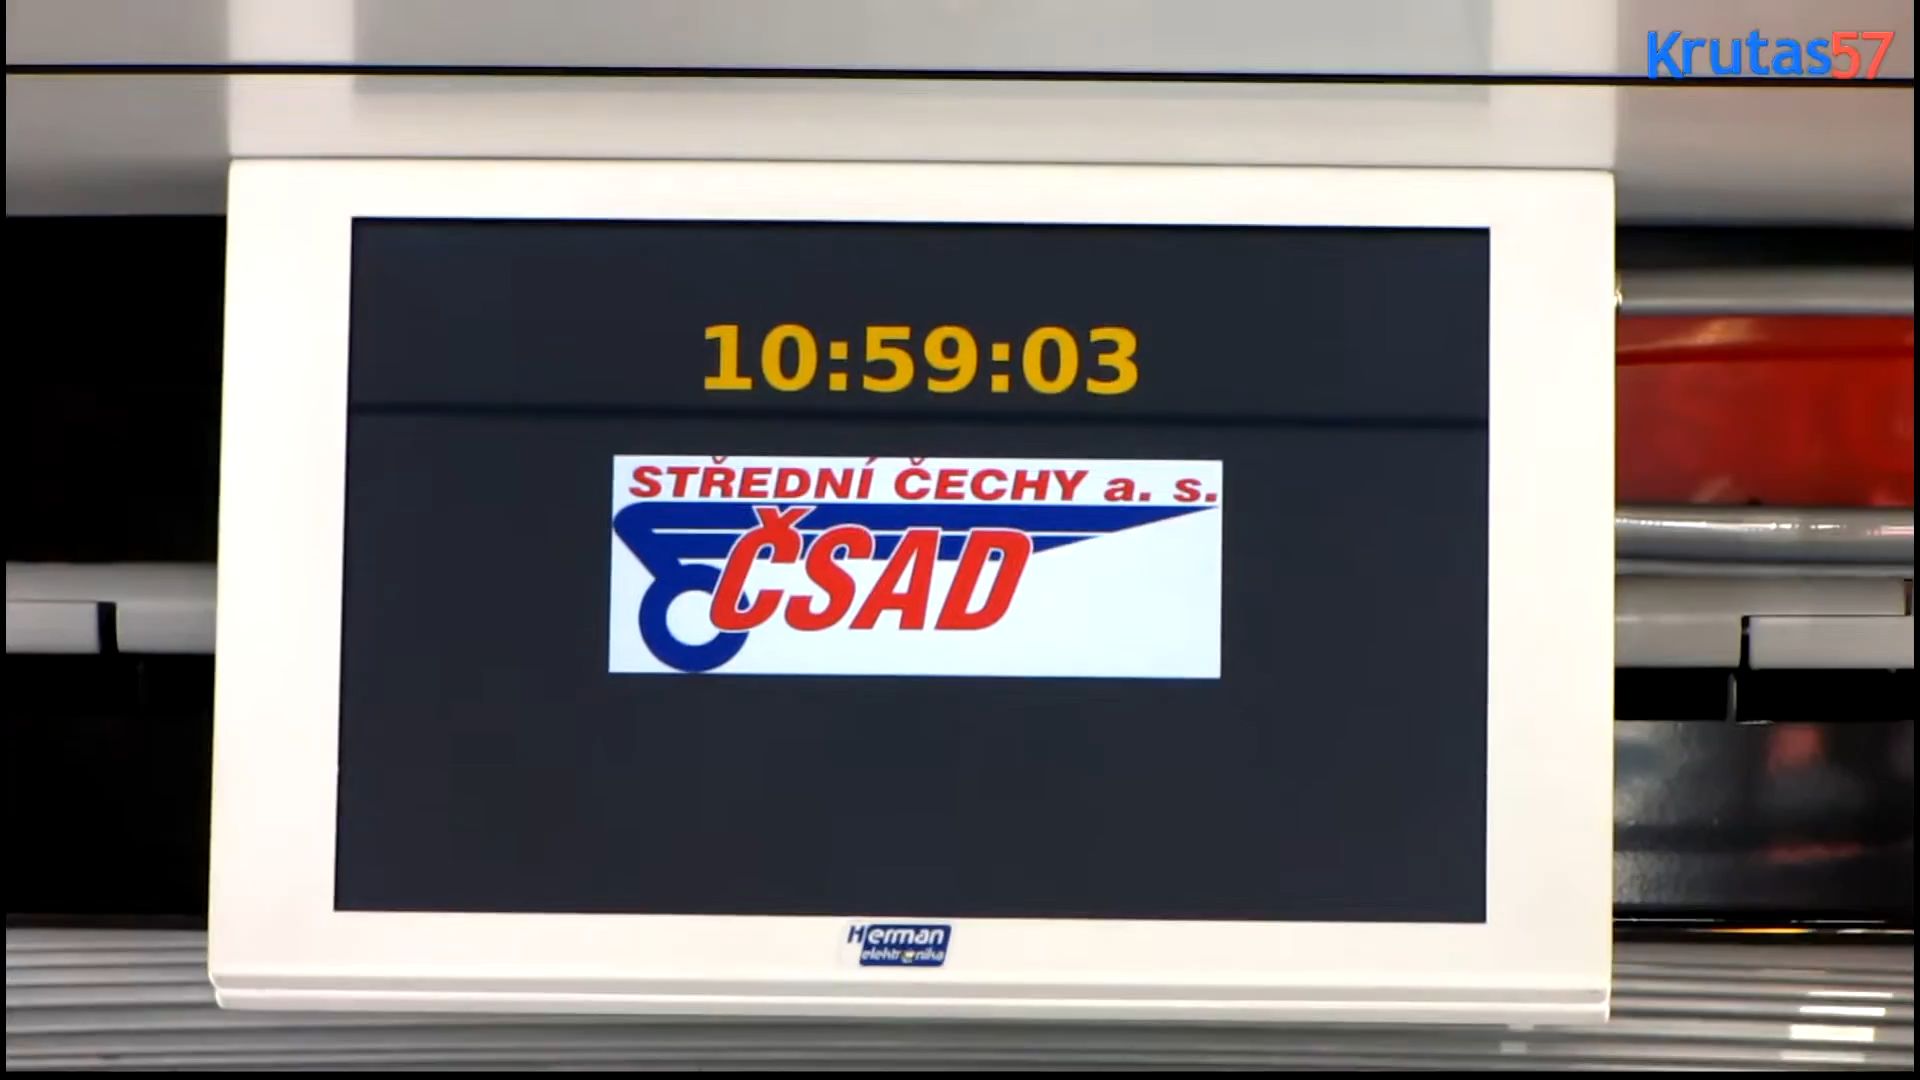 Krutas57
10:59:03
STŘEDNÍ ČECHY a. s.
ČSAD
Herman
elektronika